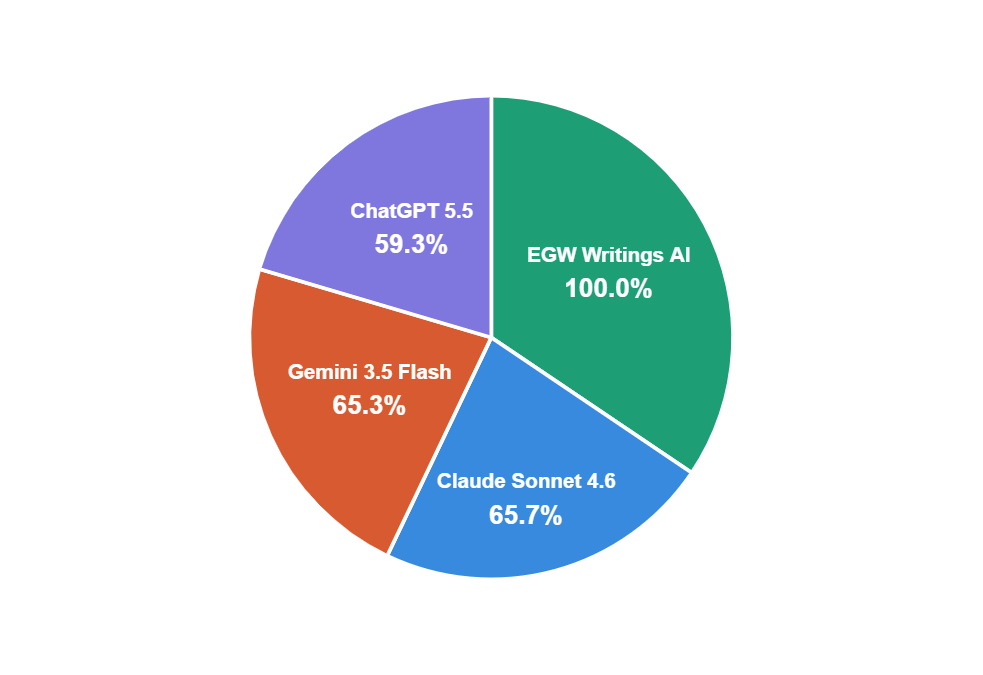 ChatGPT 5.5
59.3%
EGW Writings AI
100.0%
Gemini 3.5 Flash
65.3%
Claude Sonnet 4.6
65.7%